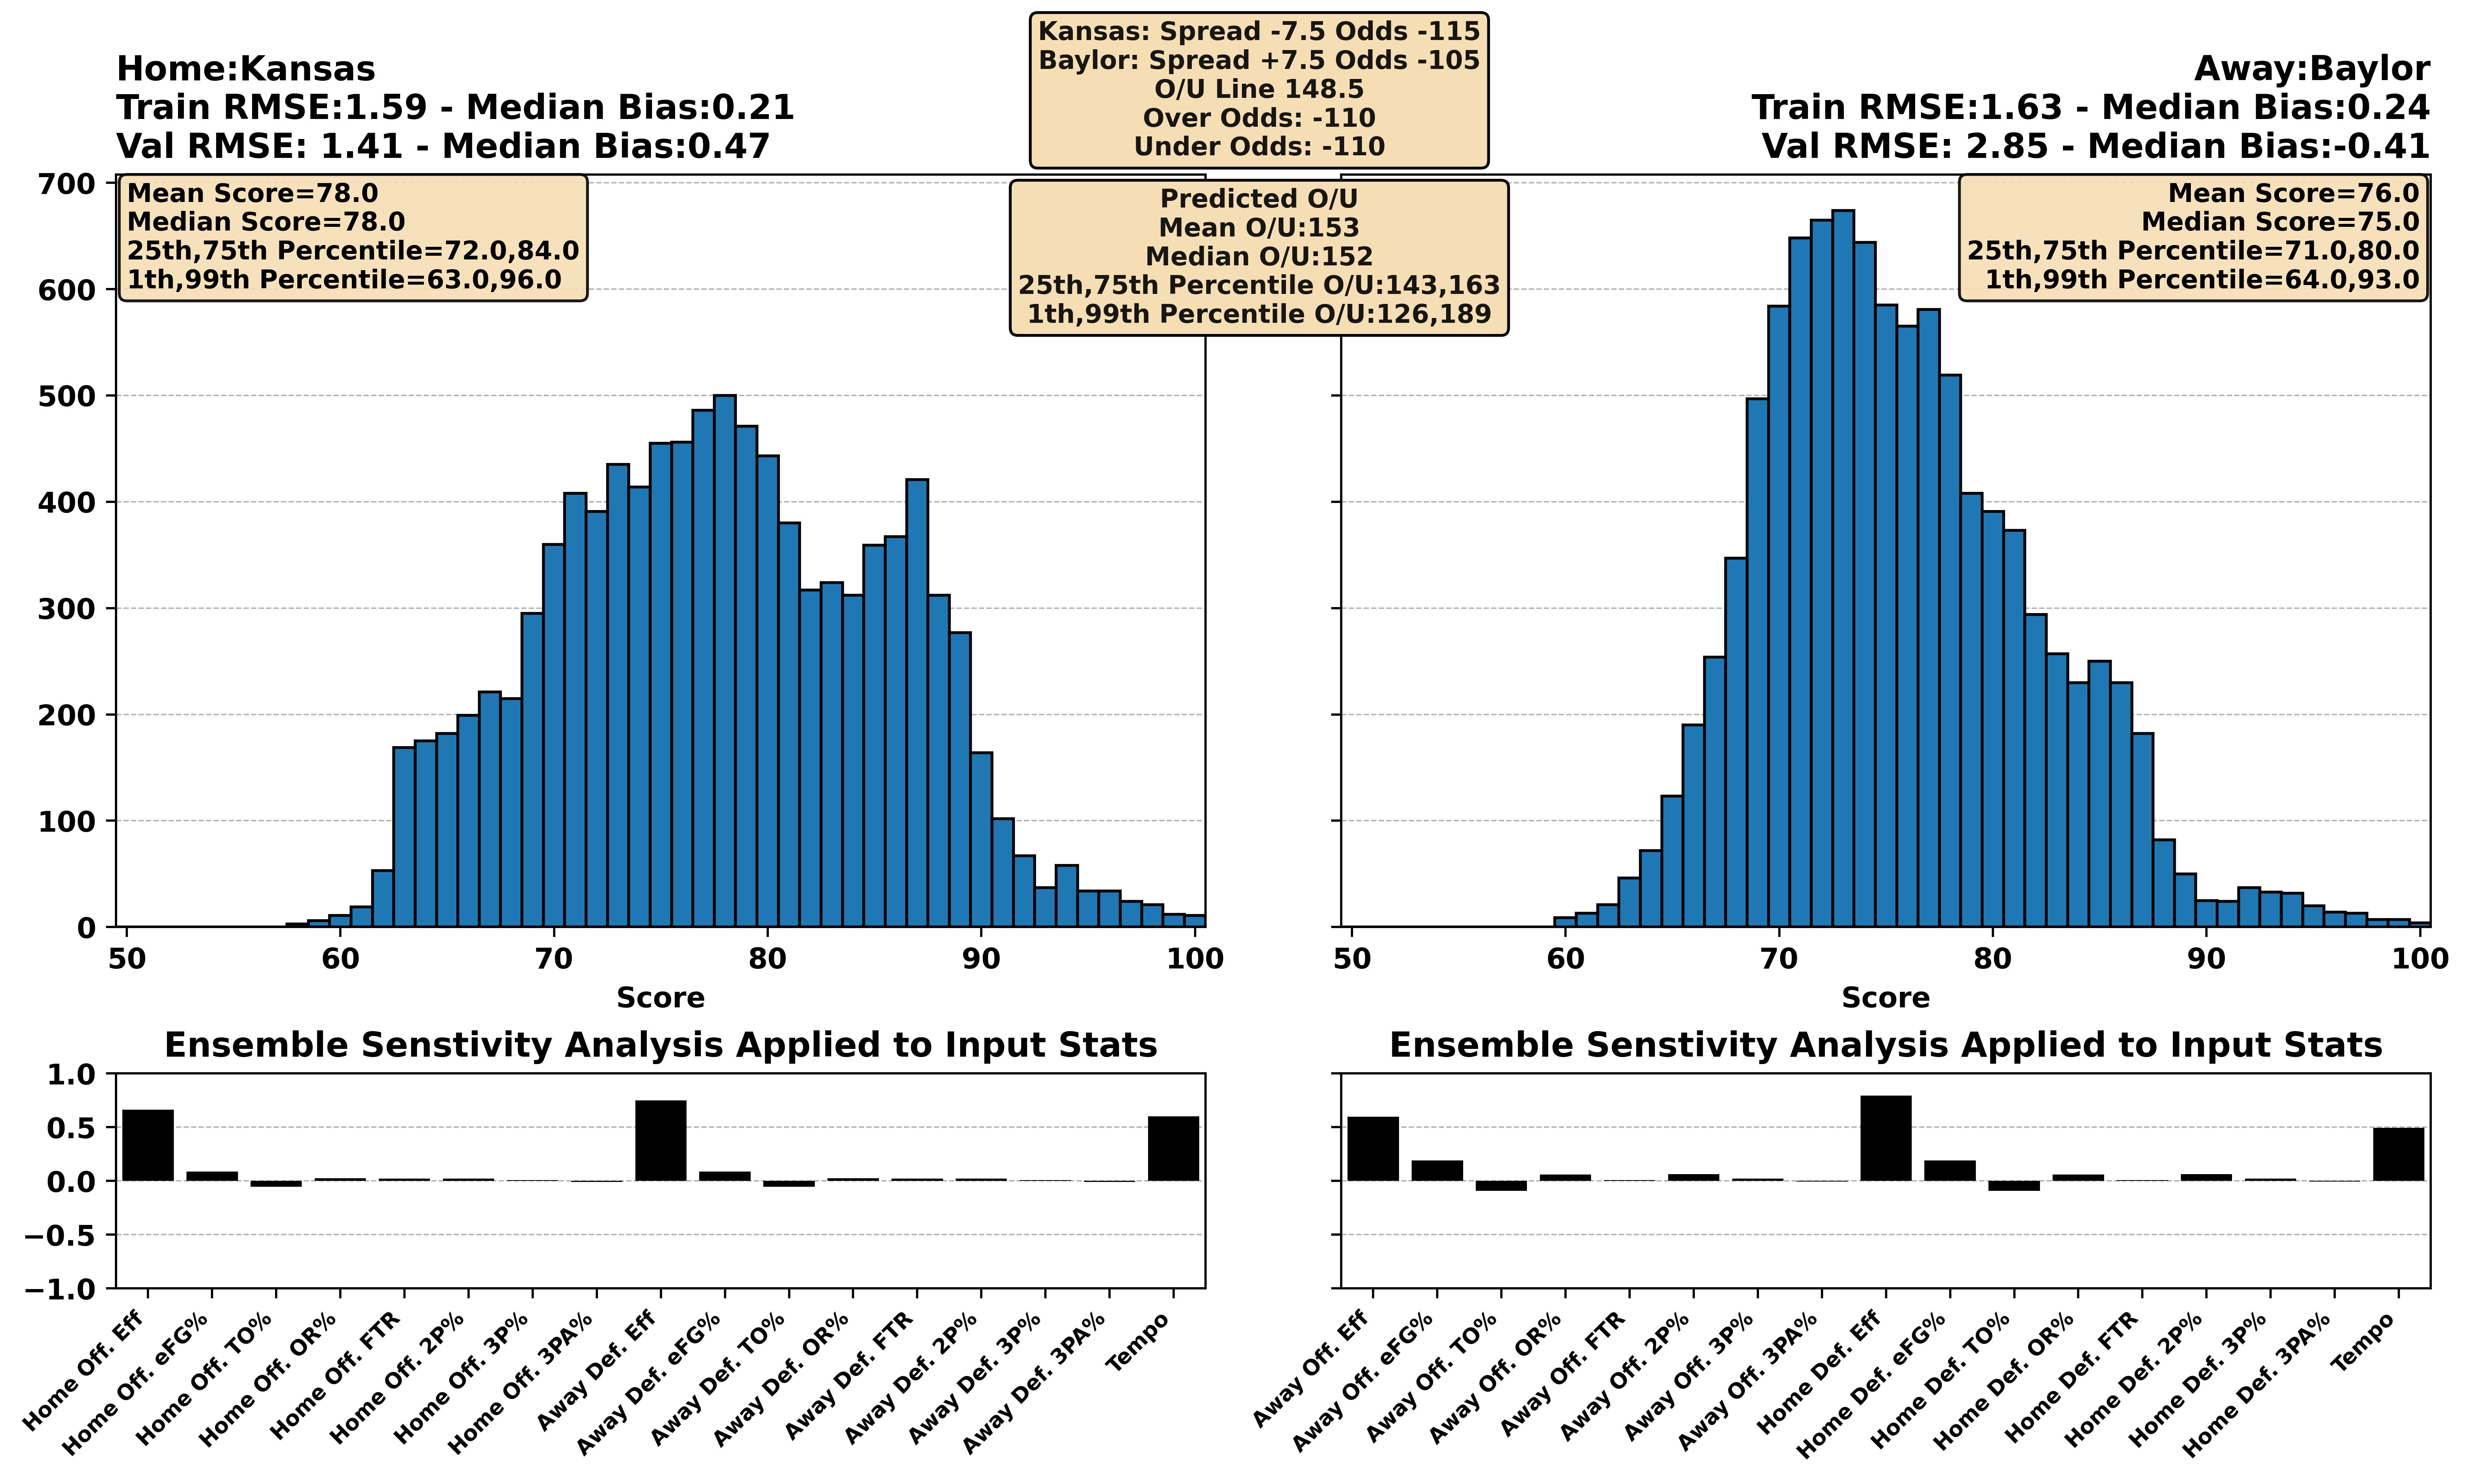 Kansas: Spread -7.5 Odds -115
Baylor: Spread +7.5 Odds -105
O/U Line 148.5
Over Odds: -110
Under Odds: -110
Home:Kansas
Train RMSE:1.59 - Median Bias:0.21
Val RMSE: 1.41 - Median Bias:0.47
Away:Baylor
Train RMSE:1.63 - Median Bias:0.24
Val RMSE: 2.85 - Median Bias:-0.41
Mean Score=78.0
Median Score=78.0
25th,75th Percentile=72.0,84.0
1th,99th Percentile=63.0,96.0
Predicted O/U
Mean O/U:153
Median O/U:152
25th,75th Percentile O/U:143,163
1th,99th Percentile O/U:126,189
Mean Score=76.0
Median Score=75.0
25th,75th Percentile=71.0,80.0
1th,99th Percentile=64.0,93.0
700
600
500
400
300
200
100
0
50 60 70 80 90 100
Score
50 60 70 80 90 100
Score
Ensemble Senstivity Analysis Applied to Input Stats
Ensemble Senstivity Analysis Applied to Input Stats
1.0
0.5
0.0
−0.5
−1.0
Home Off. Eff
Home Off. eFG%
Home Off. TO%
Home Off. OR%
Home Off. FTR
Home Off. 2P%
Home Off. 3P%
Home Off. 3PA%
Away Def. Eff
Away Def. eFG%
Away Def. TO%
Away Def. OR%
Away Def. FTR
Away Def. 2P%
Away Def. 3P%
Away Def. 3PA%
Tempo
Away Off. Eff
Away Off. eFG%
Away Off. TO%
Away Off. OR%
Away Off. FTR
Away Off. 2P%
Away Off. 3P%
Away Off. 3PA%
Home Def. Eff
Home Def. eFG%
Home Def. TO%
Home Def. OR%
Home Def. FTR
Home Def. 2P%
Home Def. 3P%
Home Def. 3PA%
Tempo